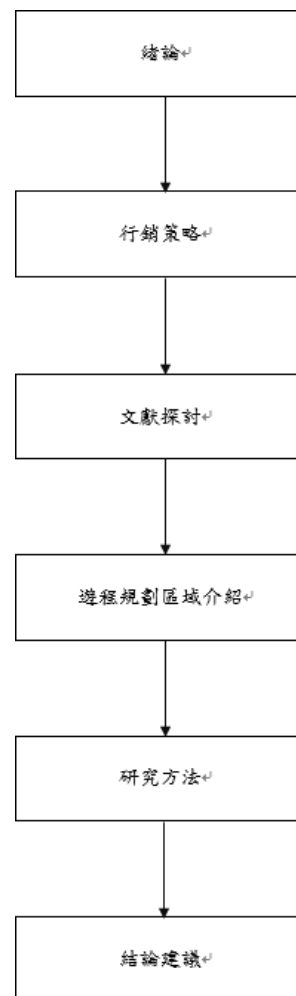 緒論
行銷策略
文獻探討
遊程規劃區域介紹
研究方法
結論建議